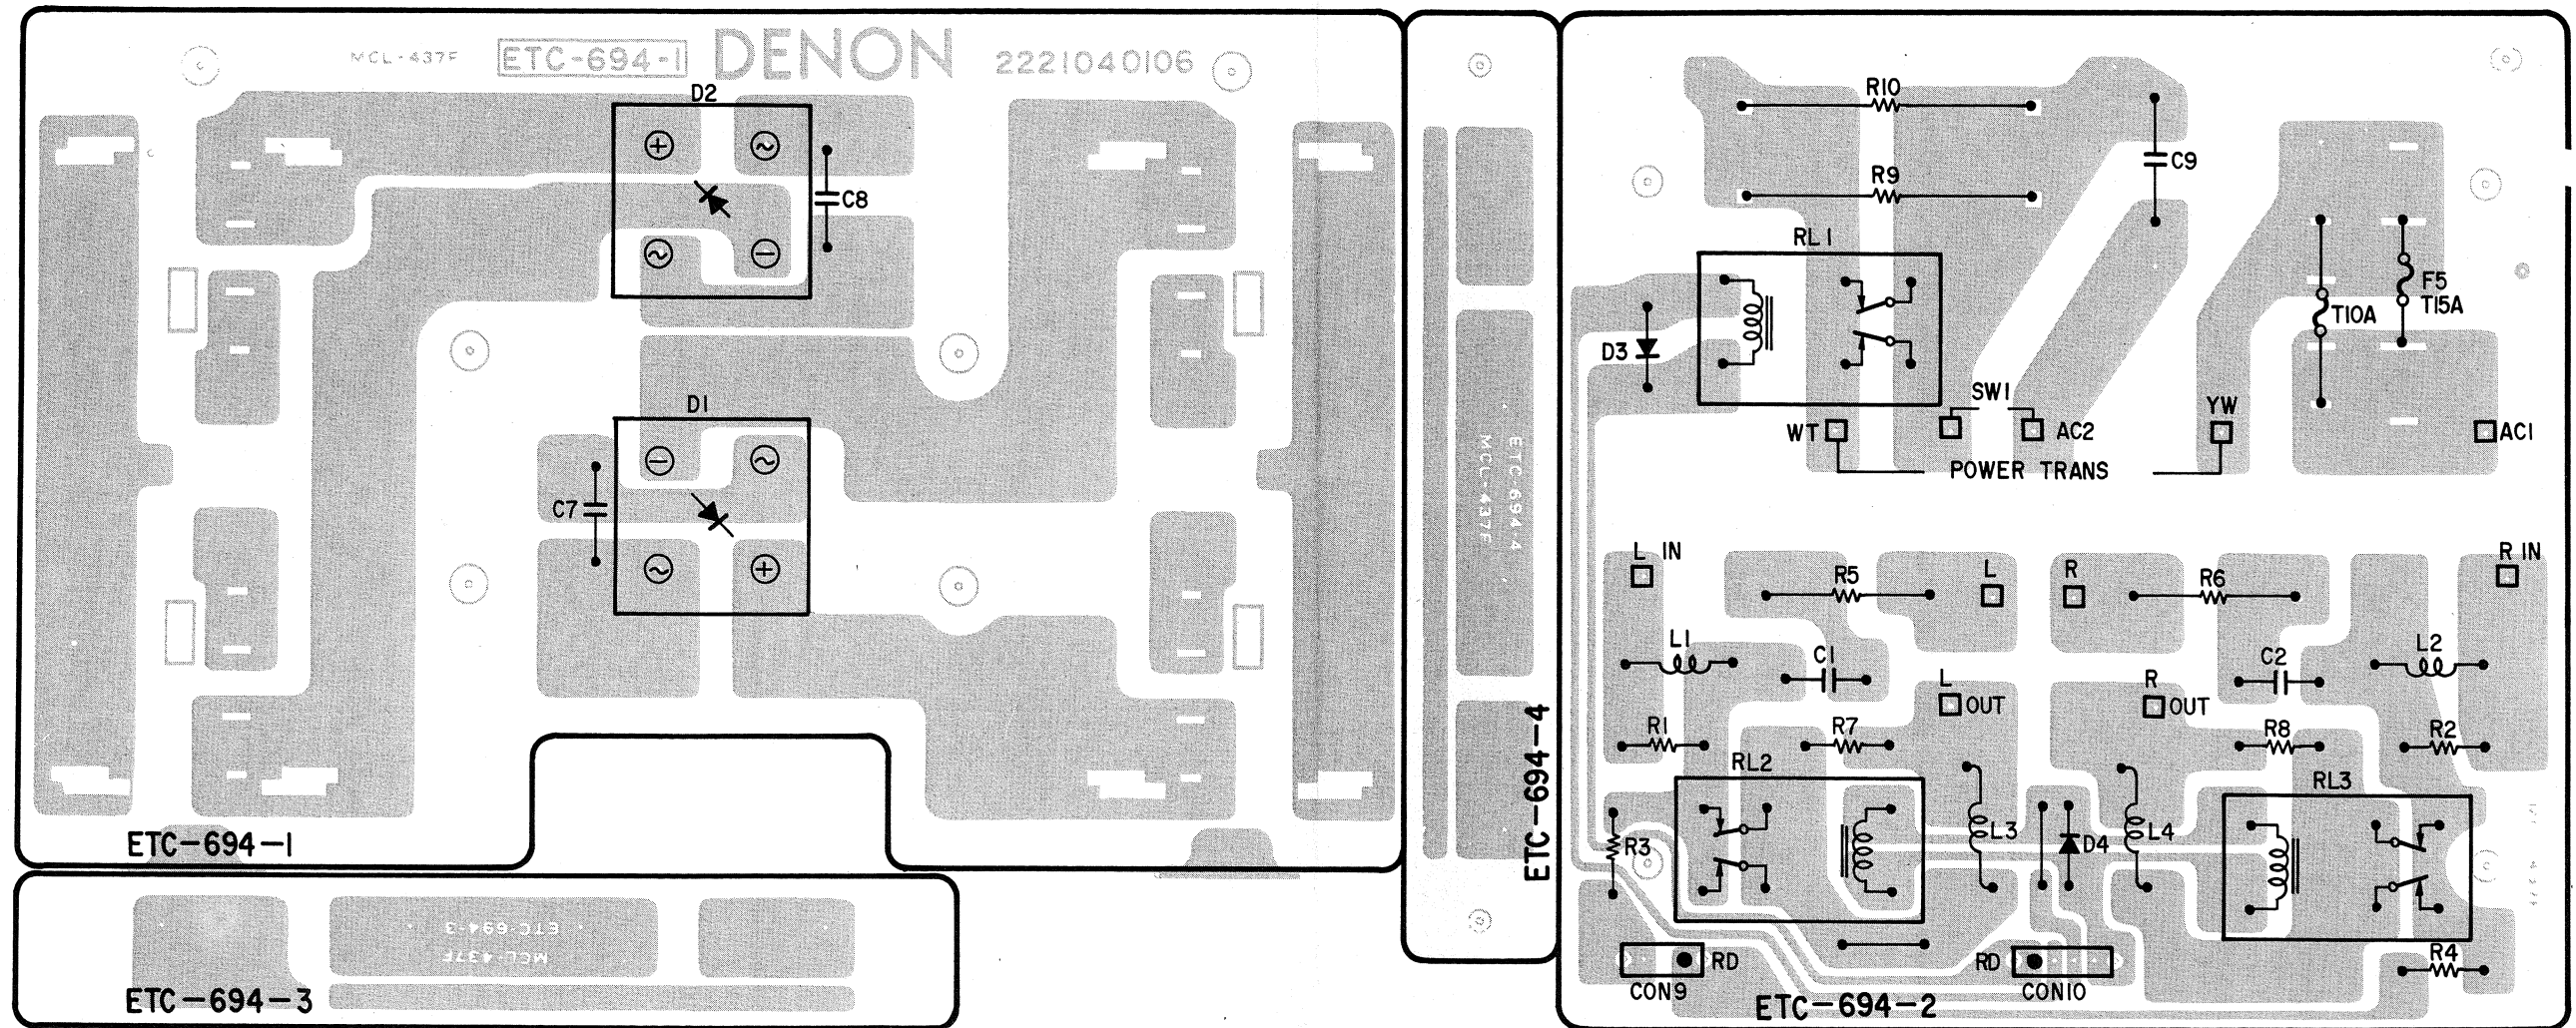 MCL-437F ETC-694-1 DENON 2221040106
D2
C8
D1
C7
ETC-694-1
ETC-694-3
MCL-437F
ETC-694-3
ETC-694-4
MCL-437F
ETC-694-4
R10
C9
R9
RL1
F5
T15A
T10A
D3
SW1
WT
AC2
YW
AC1
POWER TRANS
L IN
R IN
R5
L
R
R6
L1
C1
C2
L2
L
OUT
R
OUT
R1
R7
R8
R2
RL2
RL3
R3
L3
D4
L4
RD
RD
R4
CON9
CON10
ETC-694-2